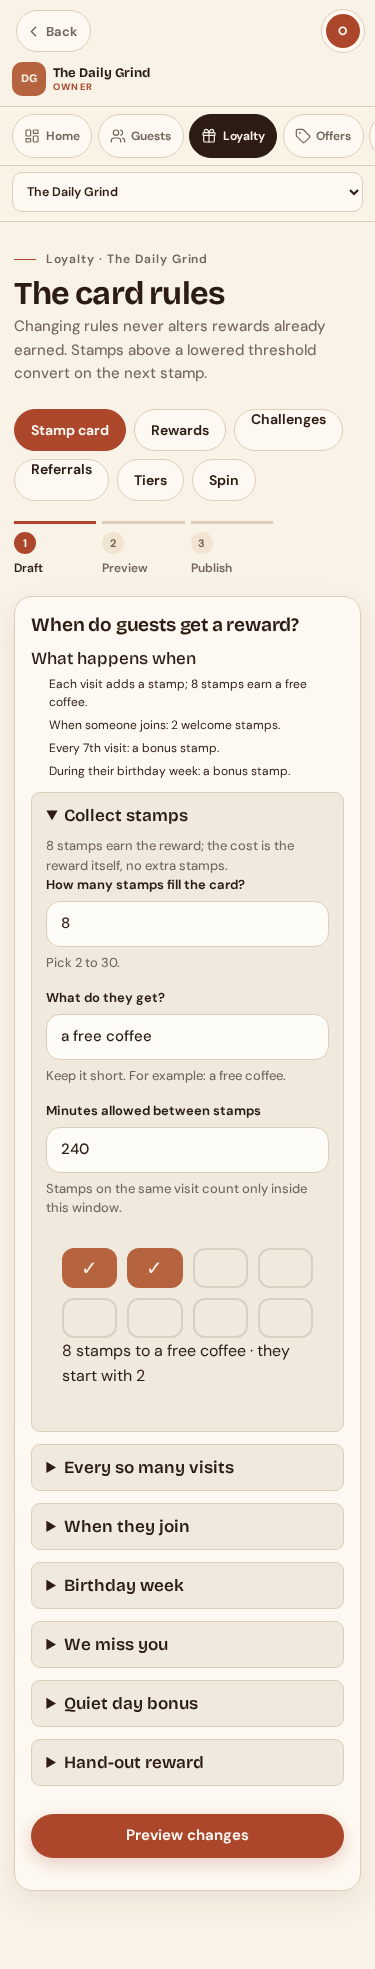 Back
O
DG
The Daily Grind
OWNER
Home
Guests
Loyalty
Offers
The Daily Grind
Loyalty · The Daily Grind
The card rules
Changing rules never alters rewards already
earned. Stamps above a lowered threshold
convert on the next stamp.
Stamp card
Rewards
Challenges
Referrals
Tiers
Spin
1
2
3
Draft
Preview
Publish
When do guests get a reward?
What happens when
Each visit adds a stamp; 8 stamps earn a free
coffee.
When someone joins: 2 welcome stamps.
Every 7th visit: a bonus stamp.
During their birthday week: a bonus stamp.
Collect stamps
8 stamps earn the reward; the cost is the
reward itself, no extra stamps.
How many stamps fill the card?
8
Pick 2 to 30.
What do they get?
a free coffee
Keep it short. For example: a free coffee.
Minutes allowed between stamps
240
Stamps on the same visit count only inside
this window.
8 stamps to a free coffee · they
start with 2
Every so many visits
When they join
Birthday week
We miss you
Quiet day bonus
Hand-out reward
Preview changes